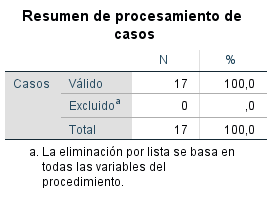 Resumen de procesamiento de
casos
N %
Casos Válido 17 100,0
Excluidoᵃ 0 ,0
Total 17 100,0
a. La eliminación por lista se basa en
todas las variables del
procedimiento.